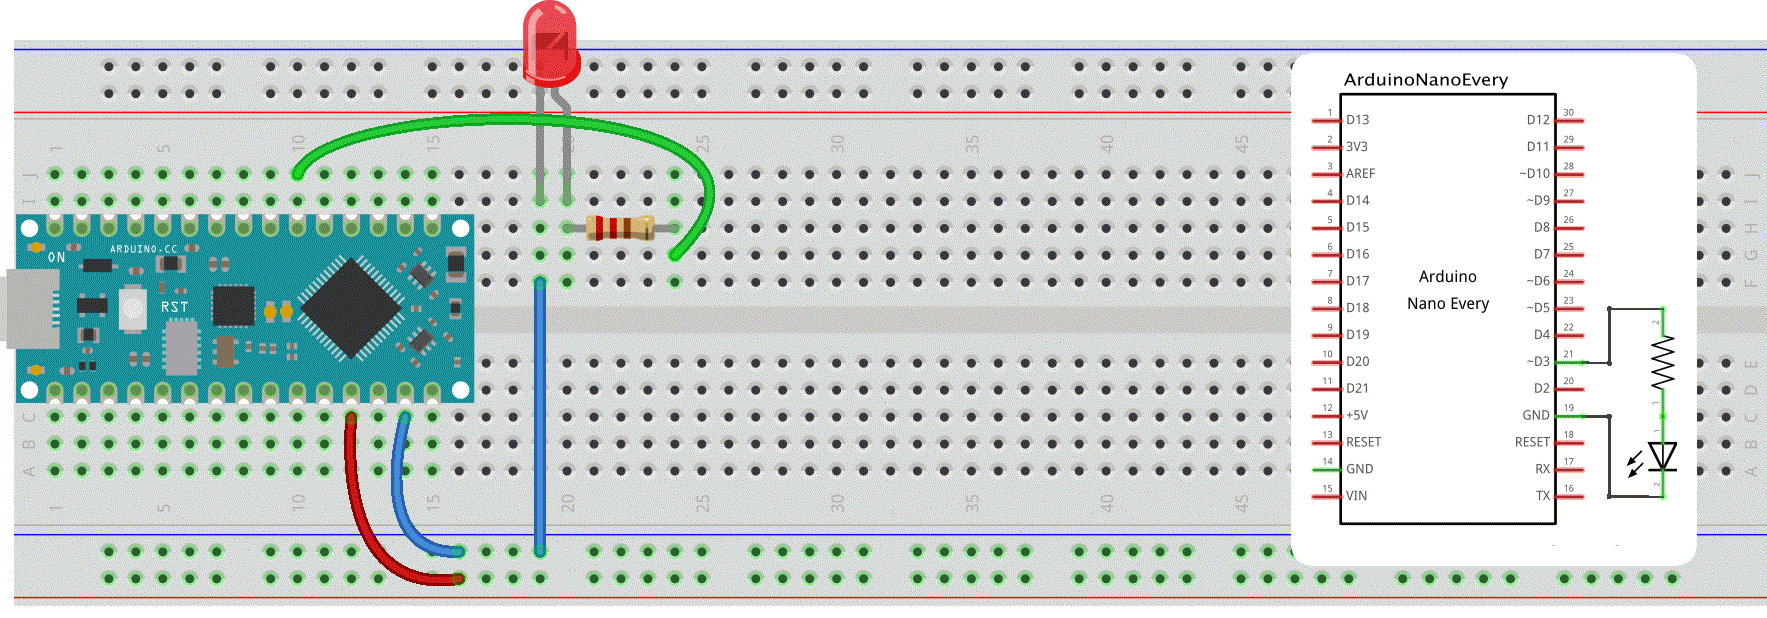 1 5 10 15 20 25 30 35 40 45
J
I
H
G
F
E
D
C
B
A
ARDUINO.CC
ON
RST
1 5 10 15 20 25 30 35 40 45
ArduinoNanoEvery
1 D13 D12 30
2 3V3 D11 29
3 AREF ~D10 28
4 D14 ~D9 27
5 D15 D8 26
6 D16 D7 25
7 D17 ~D6 24
8 D18 ~D5 23
9 D19 D4 22
10 D20 ~D3 21
11 D21 D2 20
12 +5V GND 19
13 RESET RESET 18
14 GND RX 17
15 VIN TX 16
Arduino
Nano Every
2
1
1
2